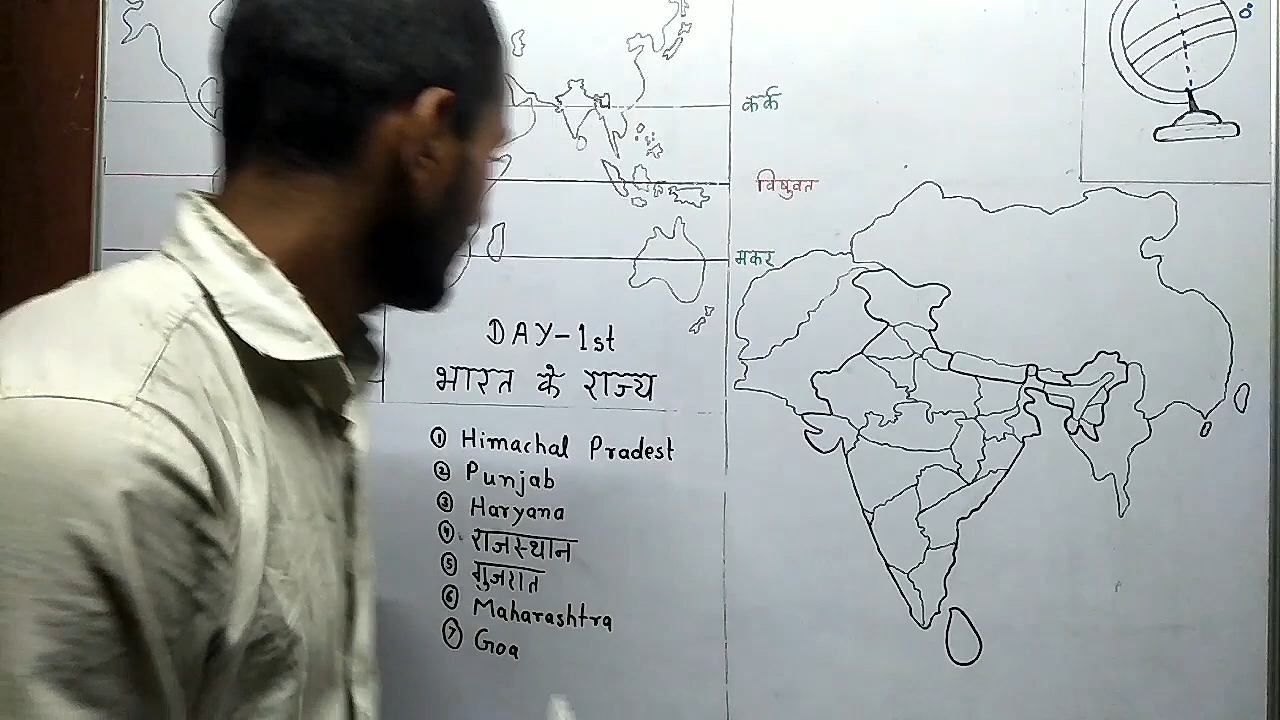 कर्क
विषुवत
मकर
DAY-1st
भारत के राज्य
① Himachal Pradest
② Punjab
③ Haryana
④ राजस्थान
⑤ गुजरात
⑥ Maharashtra
⑦ Goa